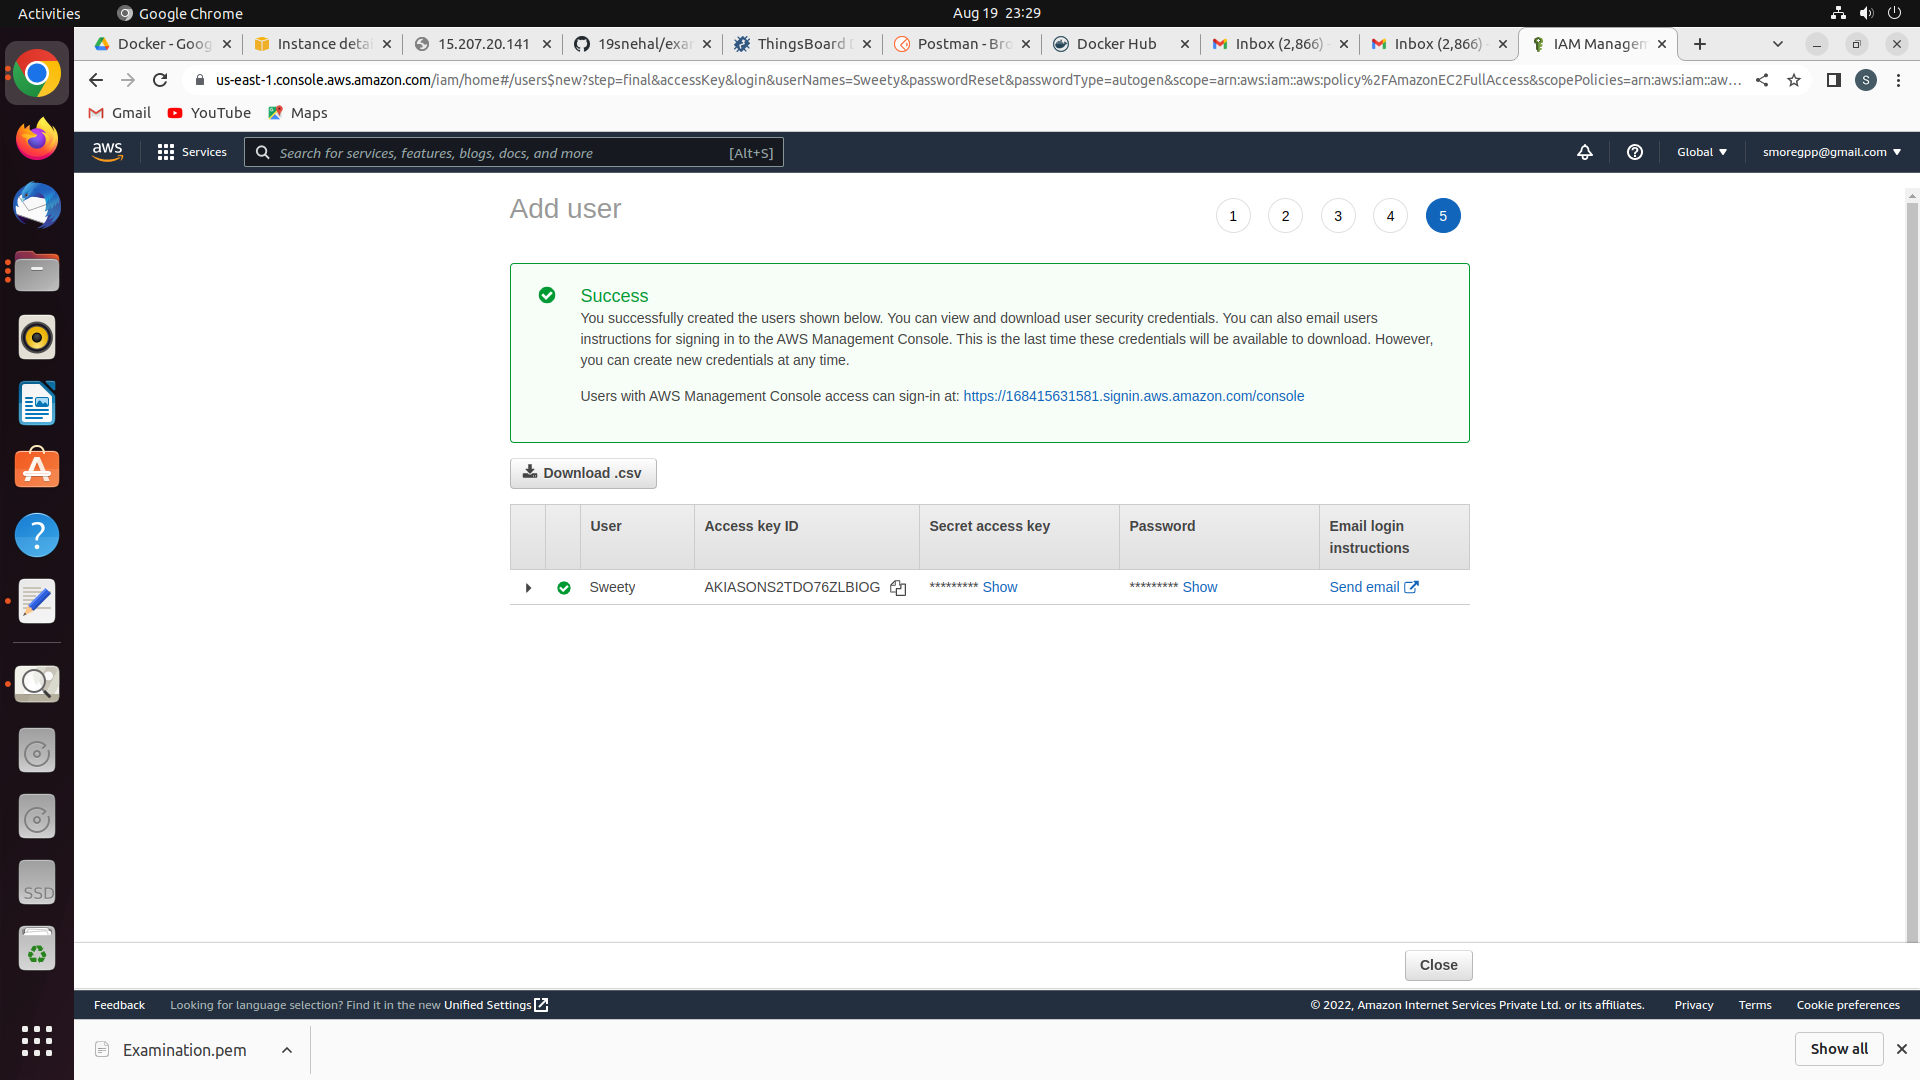 Activities
Google Chrome
Aug 19 23:29
Docker - Goog
Instance detai
15.207.20.141
19snehal/exar
ThingsBoard D
Postman - Bro
Docker Hub
Inbox (2,866) -
Inbox (2,866) -
IAM Managem
us-east-1.console.aws.amazon.com/iam/home#/users$new?step=final&accessKey&login&userNames=Sweety&passwordReset&passwordType=autogen&scope=arn:aws:iam::aws:policy%2FAmazonEC2FullAccess&scopePolicies=arn:aws:iam::aw...
S
Gmail
YouTube
Maps
aws
Services
Search for services, features, blogs, docs, and more
[Alt+S]
Global
smoregpp@gmail.com
Add user
1
2
3
4
5
Success
You successfully created the users shown below. You can view and download user security credentials. You can also email users
instructions for signing in to the AWS Management Console. This is the last time these credentials will be available to download. However,
you can create new credentials at any time.
Users with AWS Management Console access can sign-in at: https://168415631581.signin.aws.amazon.com/console
Download .csv
User
Access key ID
Secret access key
Password
Email login
instructions
Sweety
AKIASONS2TDO76ZLBIOG
********* Show
********* Show
Send email
SSD
Close
Feedback
Looking for language selection? Find it in the new Unified Settings
© 2022, Amazon Internet Services Private Ltd. or its affiliates.
Privacy
Terms
Cookie preferences
Examination.pem
Show all